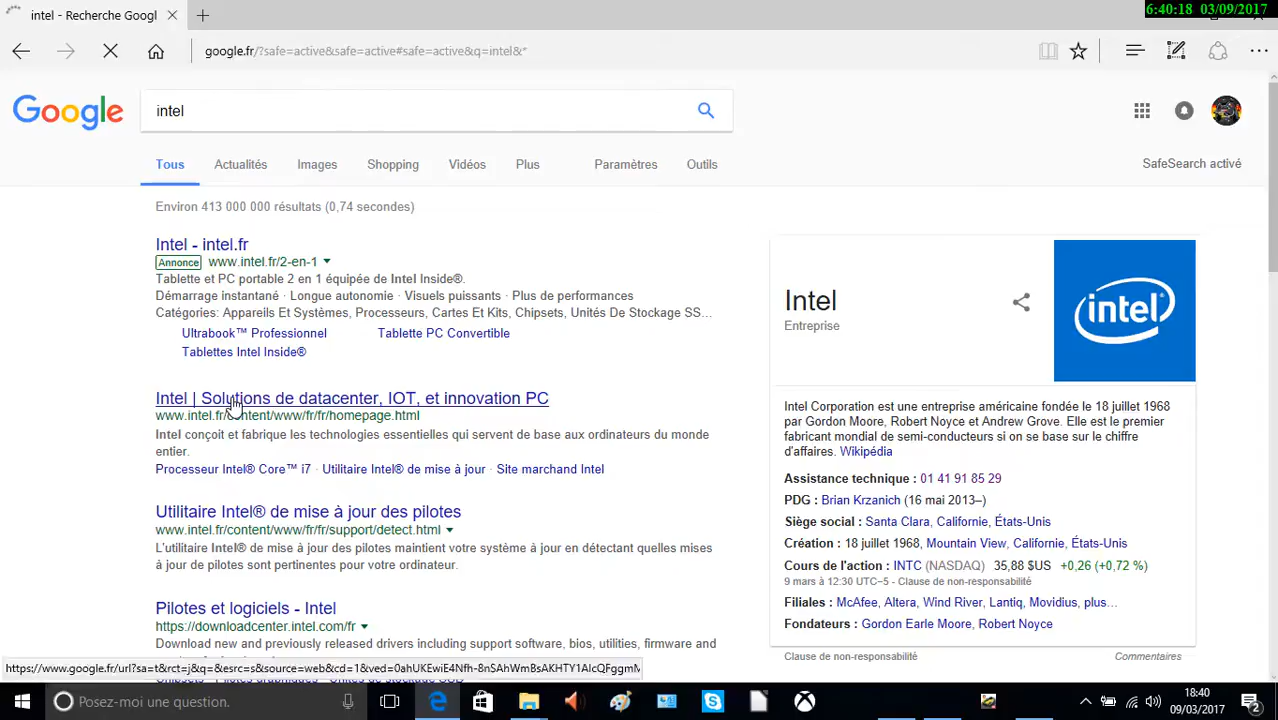 6:40:18 03/09/2017
intel - Recherche Googl
google.fr/?safe=active&safe=active#safe=active&q=intel&*
Google
intel
Tous
Actualités
Images
Shopping
Vidéos
Plus
Paramètres
Outils
SafeSearch activé
Environ 413 000 000 résultats (0,74 secondes)
Intel - intel.fr
Annonce www.intel.fr/2-en-1
Tablette et PC portable 2 en 1 équipée de Intel Inside®.
Démarrage instantané · Longue autonomie · Visuels puissants · Plus de performances
Catégories: Appareils Et Systèmes, Processeurs, Cartes Et Kits, Chipsets, Unités De Stockage SS...
Ultrabook™ Professionnel
Tablette PC Convertible
Tablettes Intel Inside®
Intel | Solutions de datacenter, IOT, et innovation PC
www.intel.fr/content/www/fr/fr/homepage.html
Intel conçoit et fabrique les technologies essentielles qui servent de base aux ordinateurs du monde
entier.
Processeur Intel® Core™ i7 · Utilitaire Intel® de mise à jour · Site marchand Intel
Utilitaire Intel® de mise à jour des pilotes
www.intel.fr/content/www/fr/fr/support/detect.html
L'utilitaire Intel® de mise à jour des pilotes maintient votre système à jour en détectant quelles mises
à jour de pilotes sont pertinentes pour votre ordinateur.
Pilotes et logiciels - Intel
https://downloadcenter.intel.com/fr
Download new and previously released drivers including support software, bios, utilities, firmware and
Intel
Entreprise
intel
Intel Corporation est une entreprise américaine fondée le 18 juillet 1968
par Gordon Moore, Robert Noyce et Andrew Grove. Elle est le premier
fabricant mondial de semi-conducteurs si on se base sur le chiffre
d'affaires. Wikipédia
Assistance technique : 01 41 91 85 29
PDG : Brian Krzanich (16 mai 2013–)
Siège social : Santa Clara, Californie, États-Unis
Création : 18 juillet 1968, Mountain View, Californie, États-Unis
Cours de l'action : INTC (NASDAQ) 35,88 $US +0,26 (+0,72 %)
9 mars à 12:30 UTC−5 - Clause de non-responsabilité
Filiales : McAfee, Altera, Wind River, Lantiq, Movidius, plus...
Fondateurs : Gordon Earle Moore, Robert Noyce
Clause de non-responsabilité
Commentaires
Posez-moi une question.
18:40
09/03/2017
2